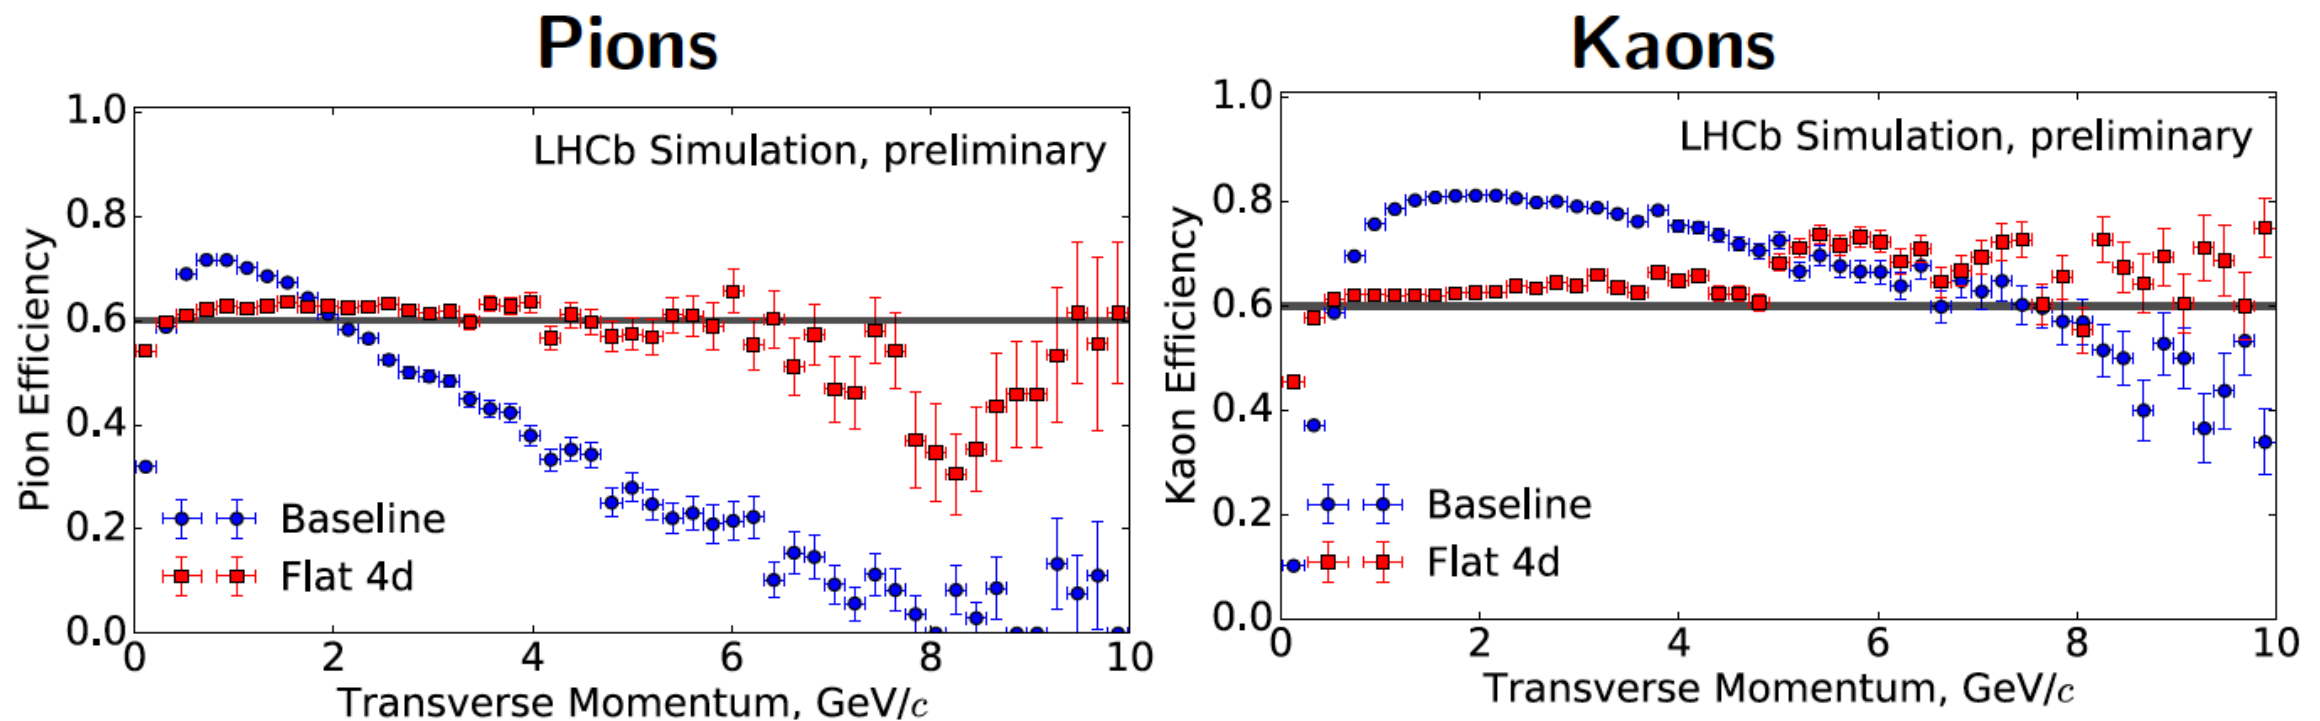 Pions
1.0
0.8
0.6
0.4
0.2
0.0
Pion Efficiency
LHCb Simulation, preliminary
Baseline
Flat 4d
0 2 4 6 8 10
Transverse Momentum, GeV/c
Kaons
1.0
0.8
0.6
0.4
0.2
0.0
Kaon Efficiency
LHCb Simulation, preliminary
Baseline
Flat 4d
0 2 4 6 8 10
Transverse Momentum, GeV/c